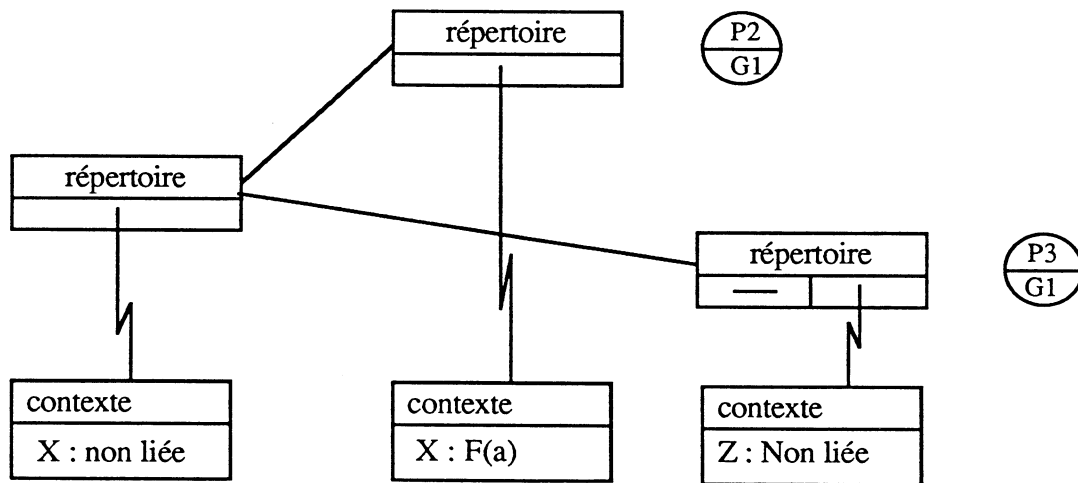 répertoire
P2
G1
répertoire
répertoire
P3
G1
contexte
X : non liée
contexte
X : F(a)
contexte
Z : Non liée